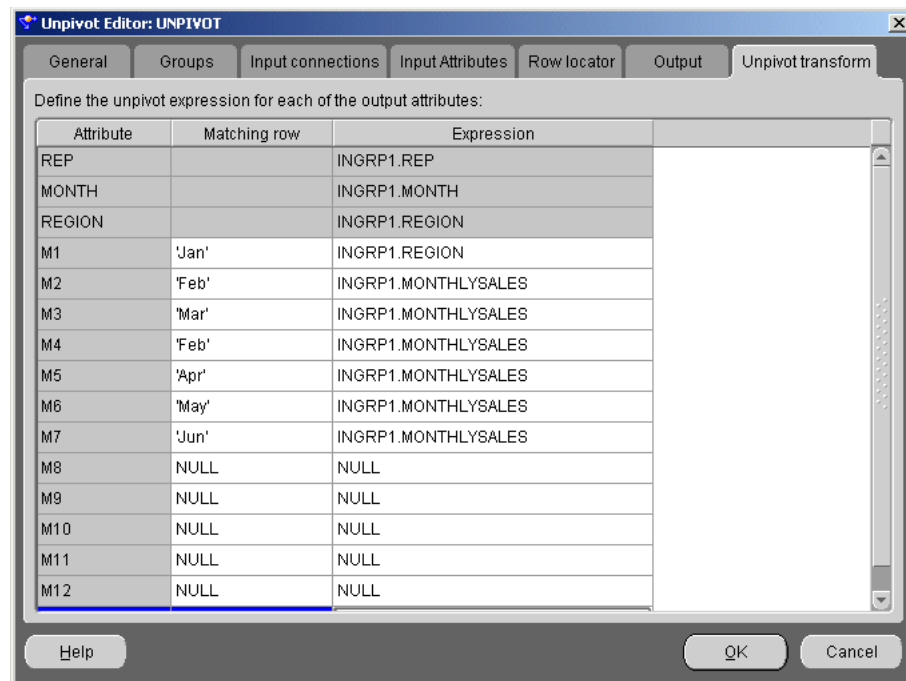 Unpivot Editor: UNPIVOT
General Groups Input connections Input Attributes Row locator Output Unpivot transform
Define the unpivot expression for each of the output attributes:
Attribute Matching row Expression
REP INGRP1.REP
MONTH INGRP1.MONTH
REGION INGRP1.REGION
M1 'Jan' INGRP1.REGION
M2 'Feb' INGRP1.MONTHLYSALES
M3 'Mar' INGRP1.MONTHLYSALES
M4 'Feb' INGRP1.MONTHLYSALES
M5 'Apr' INGRP1.MONTHLYSALES
M6 'May' INGRP1.MONTHLYSALES
M7 'Jun' INGRP1.MONTHLYSALES
M8 NULL NULL
M9 NULL NULL
M10 NULL NULL
M11 NULL NULL
M12 NULL NULL
Help OK Cancel